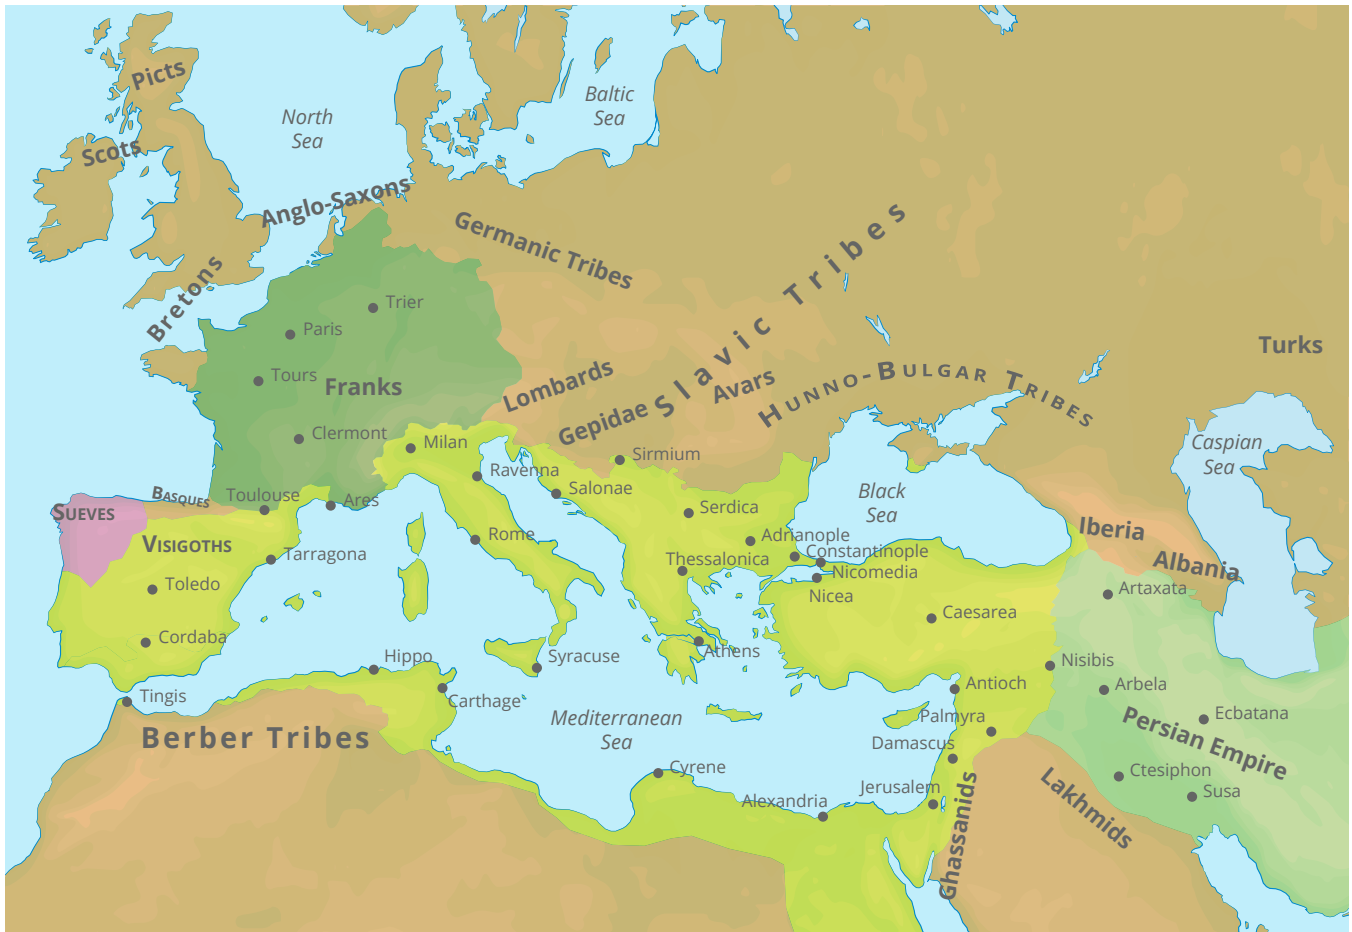 Picts
North
Sea
Baltic
Sea
Scots
Anglo-Saxons
Germanic Tribes
Slavic Tribes
Bretons
Trier
Paris
Tours
Franks
Lombards
Avars
Hunno-Bulgar Tribes
Turks
Gepidae
Clermont
Milan
Sirmium
Caspian
Sea
Ravenna
Salonae
Black
Sea
Basques
Toulouse
Ares
Sueves
Serdica
Iberia
Visigoths
Rome
Adrianople
Constantinople
Tarragona
Thessalonica
Nicomedia
Albania
Toledo
Nicea
Artaxata
Caesarea
Cordaba
Athens
Hippo
Syracuse
Nisibis
Tingis
Carthage
Antioch
Arbela
Mediterranean
Sea
Palmyra
Ecbatana
Berber Tribes
Damascus
Persian Empire
Cyrene
Ctesiphon
Jerusalem
Susa
Alexandria
Lakhmids
Ghassanids